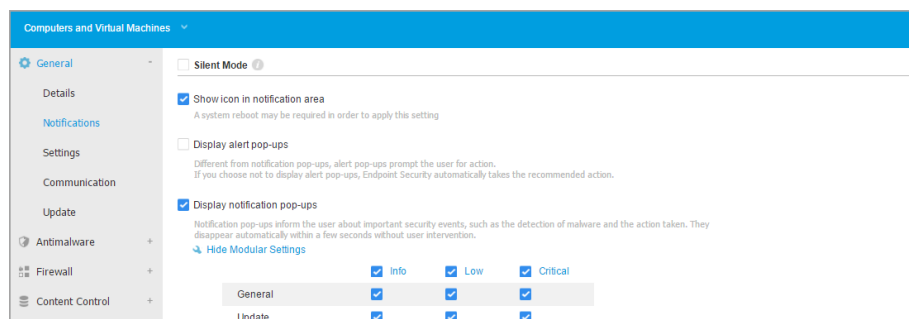 Computers and Virtual Machines
General
Details
Notifications
Settings
Communication
Update
Antimalware
Firewall
Content Control
Silent Mode
Show icon in notification area
A system reboot may be required in order to apply this setting
Display alert pop-ups
Different from notification pop-ups, alert pop-ups prompt the user for action.
If you choose not to display alert pop-ups, Endpoint Security automatically takes the recommended action.
Display notification pop-ups
Notification pop-ups inform the user about important security events, such as the detection of malware and the action taken. They
disappear automatically within a few seconds without user intervention.
Hide Modular Settings
Info Low Critical
General
Update